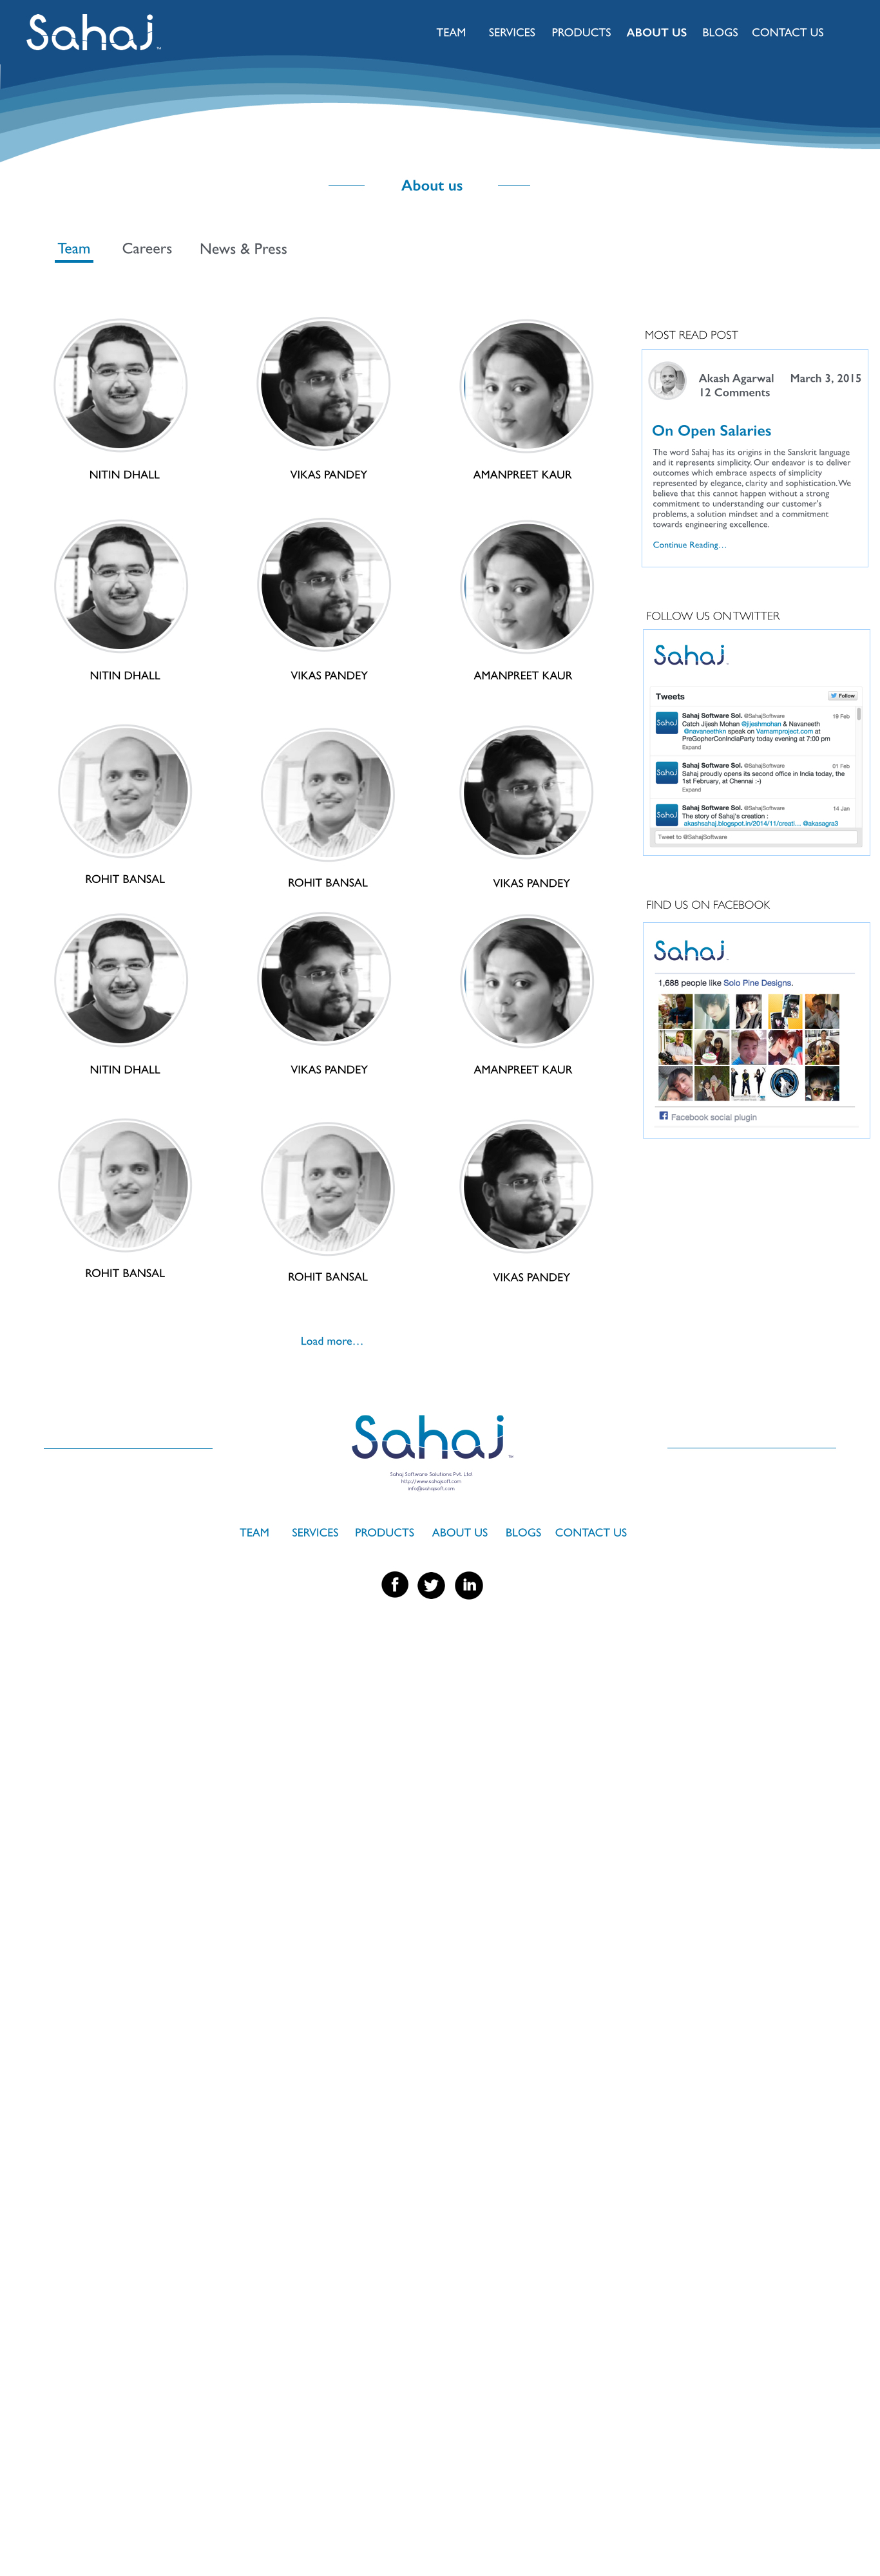 Sahaj™
TEAM SERVICES PRODUCTS ABOUT US BLOGS CONTACT US
About us
Team Careers News & Press
NITIN DHALL VIKAS PANDEY AMANPREET KAUR
NITIN DHALL VIKAS PANDEY AMANPREET KAUR
ROHIT BANSAL ROHIT BANSAL VIKAS PANDEY
NITIN DHALL VIKAS PANDEY AMANPREET KAUR
ROHIT BANSAL ROHIT BANSAL VIKAS PANDEY
Load more...
MOST READ POST
Akash Agarwal March 3, 2015
12 Comments
On Open Salaries
The word Sahaj has its origins in the Sanskrit language
and it represents simplicity. Our endeavor is to deliver
outcomes which embrace aspects of simplicity
represented by elegance, clarity and sophistication. We
believe that this cannot happen without a strong
commitment to understanding our customer's
problems, a solution mindset and a commitment
towards engineering excellence.
Continue Reading...
FOLLOW US ON TWITTER
Sahaj
Tweets Follow
Sahaj
Sahaj Software Sol. @SahajSoftware 19 Feb
Catch Jijesh Mohan @jijeshmohan & Navaneeth
@navaneethkn speak on Vamamproject.com at
PreGopherConIndiaParty today evening at 7:00 pm
Expand
Sahaj
Sahaj Software Sol. @SahajSoftware 01 Feb
Sahaj proudly opens its second office in India today, the
1st February, at Chennai :-)
Expand
Sahaj
Sahaj Software Sol. @SahajSoftware 14 Jan
The story of Sahaj's creation :
akashsahaj.blogspot.in/2014/11/creati... @akasagra3
Tweet to @SahajSoftware
FIND US ON FACEBOOK
Sahaj
1,688 people like Solo Pine Designs.
Facebook social plugin
Sahaj™
Sahaj Software Solutions Pvt. Ltd
http://www.sahajsoft.com
info@sahajsoft.com
TEAM SERVICES PRODUCTS ABOUT US BLOGS CONTACT US